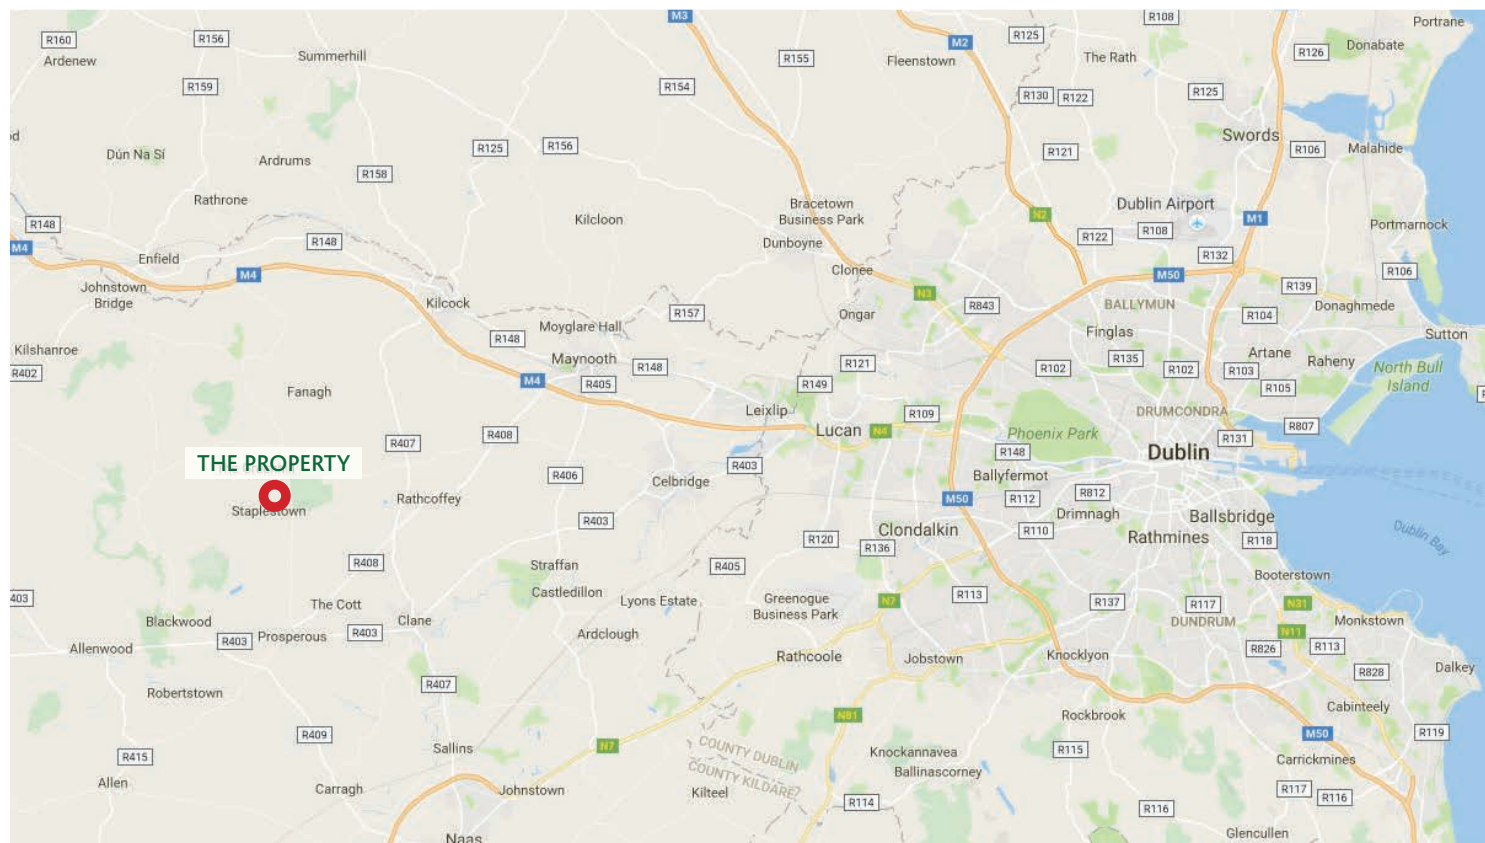 M3
R108
Portrane
R160
R156
M2
R125
Donabate
Ardenew
Summerhill
R155
Fleenstown
The Rath
R126
R159
R154
R130
R122
R125
Swords
Dún Na Sí
Ardrums
R125
R156
R121
R106
Malahide
R158
Rathrone
Bracetown
Business Park
Dublin Airport
R148
Kilcloon
N2
R108
M1
Portmarnock
M4
R148
Dunboyne
R122
R132
Enfield
M4
Clonee
M50
R106
Johnstown
Bridge
Kilcock
N3
R843
BALLYMUN
R139
Donaghmede
R157
Ongar
R104
Moyglare Hall
Finglas
Sutton
Kilshanroe
R148
Maynooth
R148
R121
R102
R135
R102
Artane
Raheny
North Bull
Island
R402
M4
R405
R149
R103
R105
Fanagh
Leixlip
R109
DRUMCONDRA
R407
R408
Lucan
N4
Phoenix Park
R807
R131
THE PROPERTY
R148
Dublin
R403
R406
Celbridge
Ballyfermot
Staplestown
Rathcoffey
M50
R112
R812
Drimnagh
Ballsbridge
R403
Clondalkin
R110
Rathmines
R118
Dublin Bay
R120
R136
R408
Straffan
R405
Booterstown
403
Castledillon
Lyons Estate
Greenogue
Business Park
N7
R113
R137
R117
N31
The Cott
Blackwood
Clane
DUNDRUM
Monkstown
R403
Prosperous
R403
Ardclough
N11
R826
R113
Allenwood
Rathcoole
Jobstown
Knocklyon
R828
Dalkey
Robertstown
R407
Cabinteely
R409
N81
Rockbrook
M50
R119
Sallins
N7
COUNTY DUBLIN
COUNTY KILDARE
Knockannavea
R115
Carrickmines
R415
Ballinascorney
Allen
Carragh
Johnstown
Kilteel
R114
R117
R116
R116
Naas
Glencullen